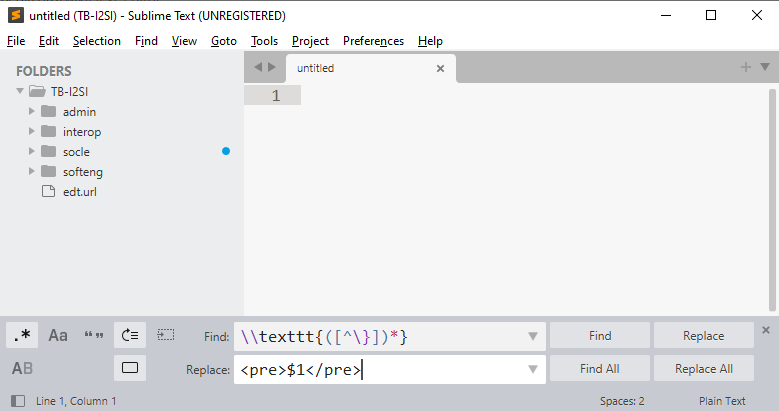 untitled (TB-I2SI) - Sublime Text (UNREGISTERED)
File Edit Selection Find View Goto Tools Project Preferences Help
FOLDERS
TB-I2SI
admin
interop
socle
softeng
edt.url
untitled
1
.* Aa “” Find: \\texttt{([^\}])*} Find Replace
AB Replace: <pre>$1</pre> Find All Replace All
Line 1, Column 1 Spaces: 2 Plain Text